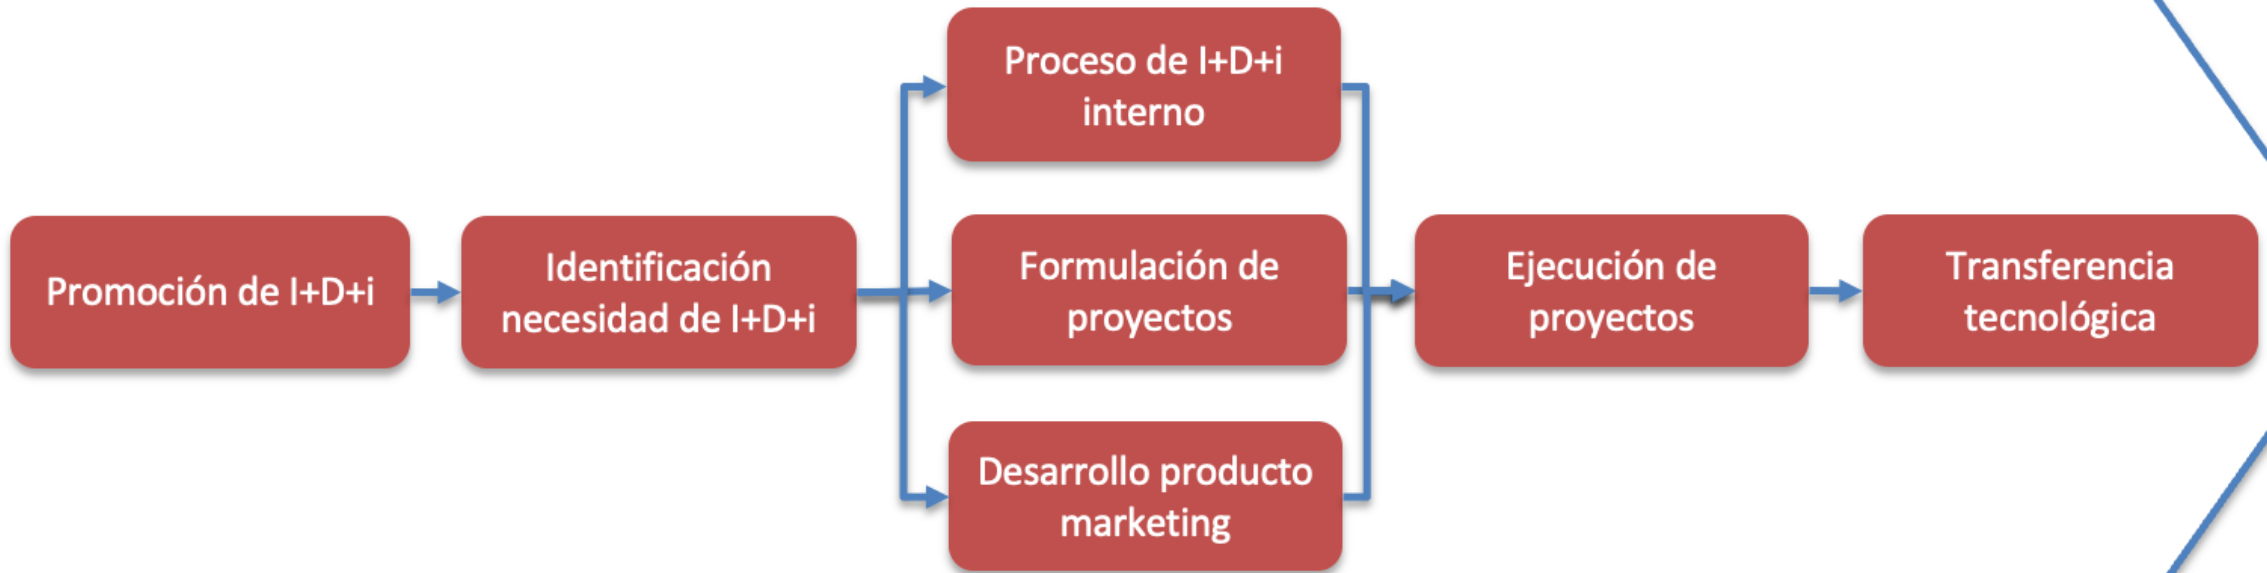 Promoción de I+D+i
Identificación
necesidad de I+D+i
Proceso de I+D+i
interno
Formulación de
proyectos
Desarrollo producto
marketing
Ejecución de
proyectos
Transferencia
tecnológica